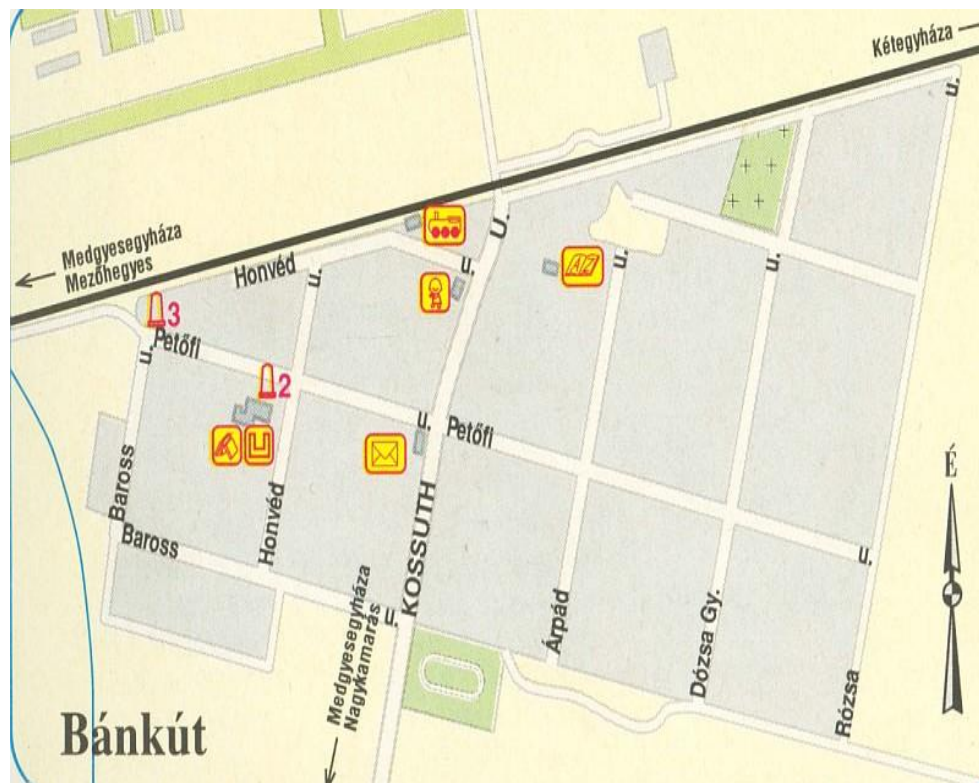 Kétegyháza
u.
U.
Medgyesegyháza
Mezőhegyes
Honvéd
u.
u.
AZ
u.
u.
3
Petőfi
u.
2
u.
Petőfi
É
Baross
Honvéd
KOSSUTH
Baross
u.
u.
Medgyesegyháza
Nagykamarás
Árpád
Dózsa Gy.
Rózsa
Bánkút